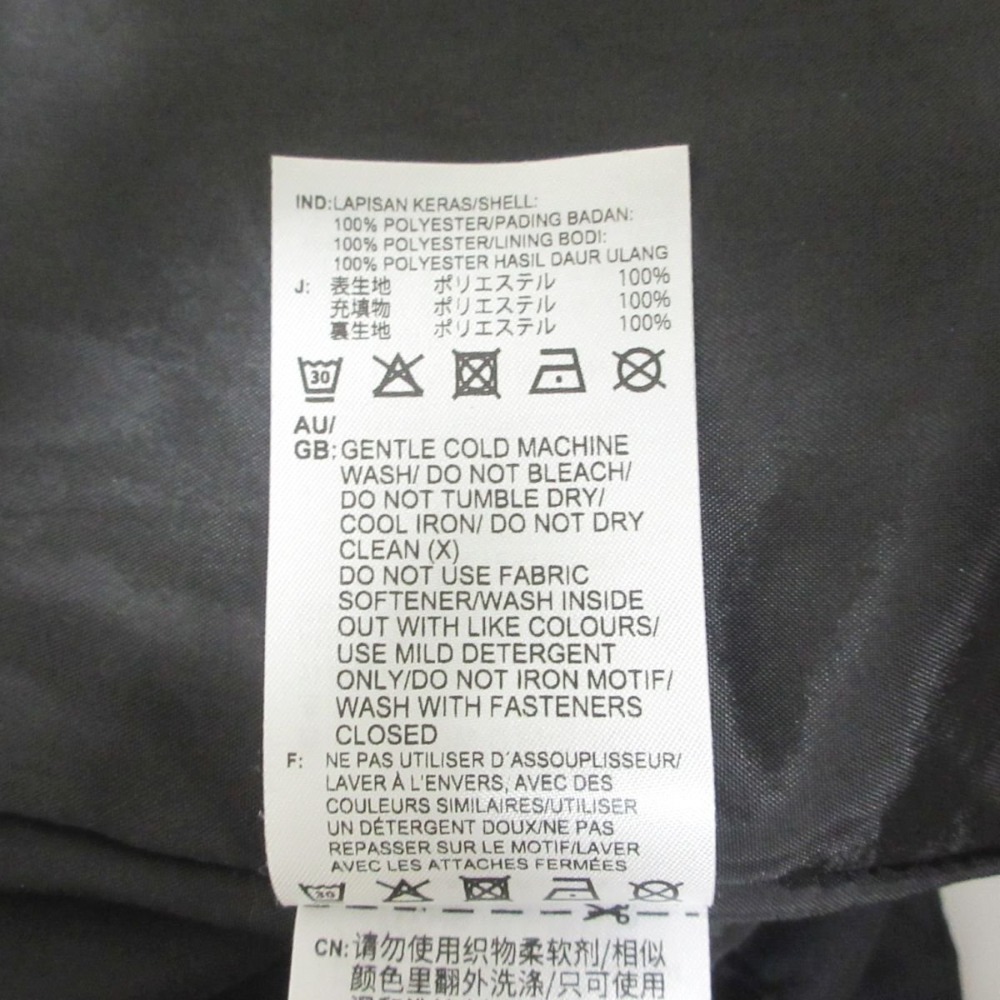 IND:LAPISAN KERAS/SHELL:
100% POLYESTER/PADING BADAN:
100% POLYESTER/LINING BODI:
100% POLYESTER HASIL DAUR ULANG
J: 表生地 ポリエステル 100%
充填物 ポリエステル 100%
裏生地 ポリエステル 100%
30
AU/
GB:GENTLE COLD MACHINE
WASH/ DO NOT BLEACH/
DO NOT TUMBLE DRY/
COOL IRON/ DO NOT DRY
CLEAN (X)
DO NOT USE FABRIC
SOFTENER/WASH INSIDE
OUT WITH LIKE COLOURS/
USE MILD DETERGENT
ONLY/DO NOT IRON MOTIF/
WASH WITH FASTENERS
CLOSED
F: NE PAS UTILISER D´ASSOUPLISSEUR/
LAVER À L'ENVERS, AVEC DES
COULEURS SIMILAIRES/UTILISER
UN DÉTERGENT DOUX/NE PAS
REPASSER SUR LE MOTIF/LAVER
AVEC LES ATTACHES FERMÉES
30
CN:请勿使用织物柔软剂/相似
颜色里翻外洗涤/只可使用